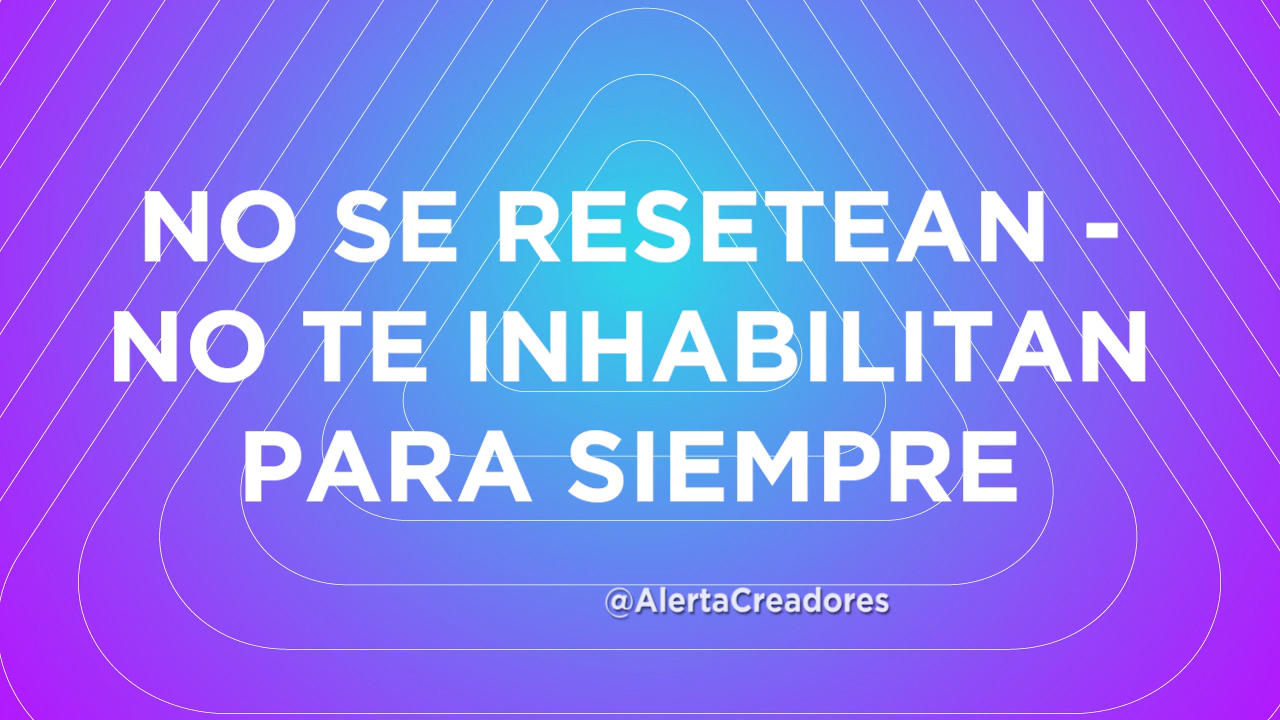 NO SE RESETEAN -
NO TE INHABILITAN
PARA SIEMPRE
@AlertaCreadores